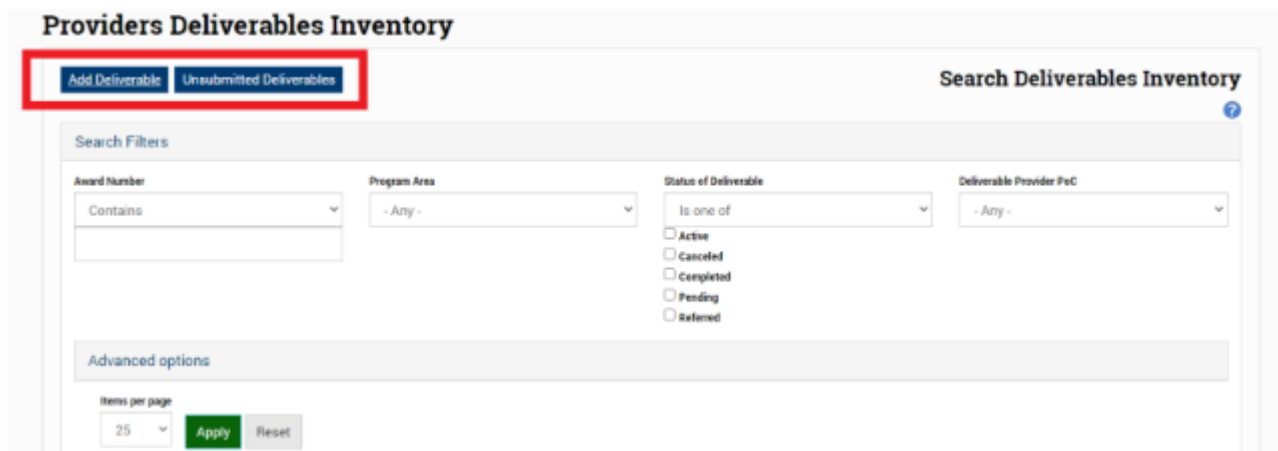 Providers Deliverables Inventory
Add Deliverable Unsubmitted Deliverables
Search Deliverables Inventory
?
Search Filters
Award Number Program Area Status of Deliverable Deliverable Provider PoC
Contains - Any - Is one of - Any -
Active
Canceled
Completed
Pending
Referred
Advanced options
Items per page
25 Apply Reset